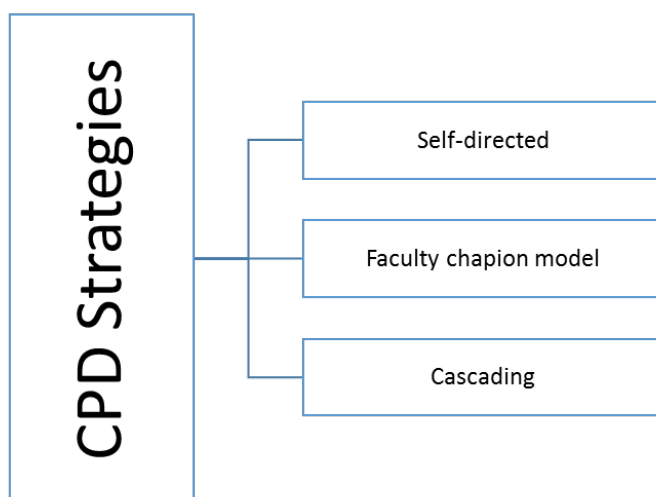 CPD Strategies
Self-directed
Faculty chapion model
Cascading